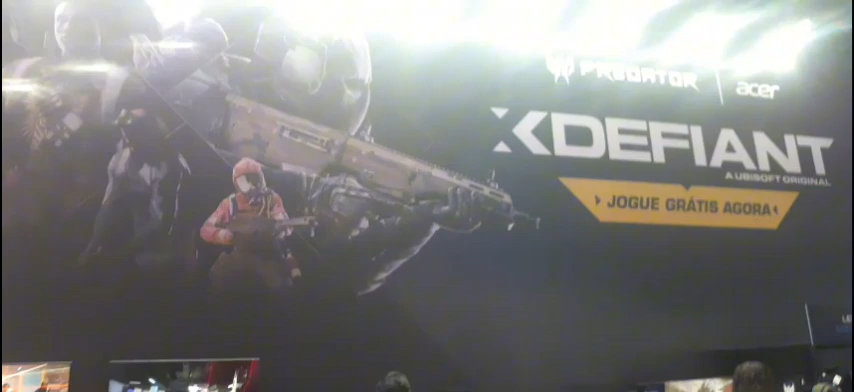 PREDATOR
acer
XDEFIANT
A UBISOFT ORIGINAL
JOGUE GRÁTIS AGORA